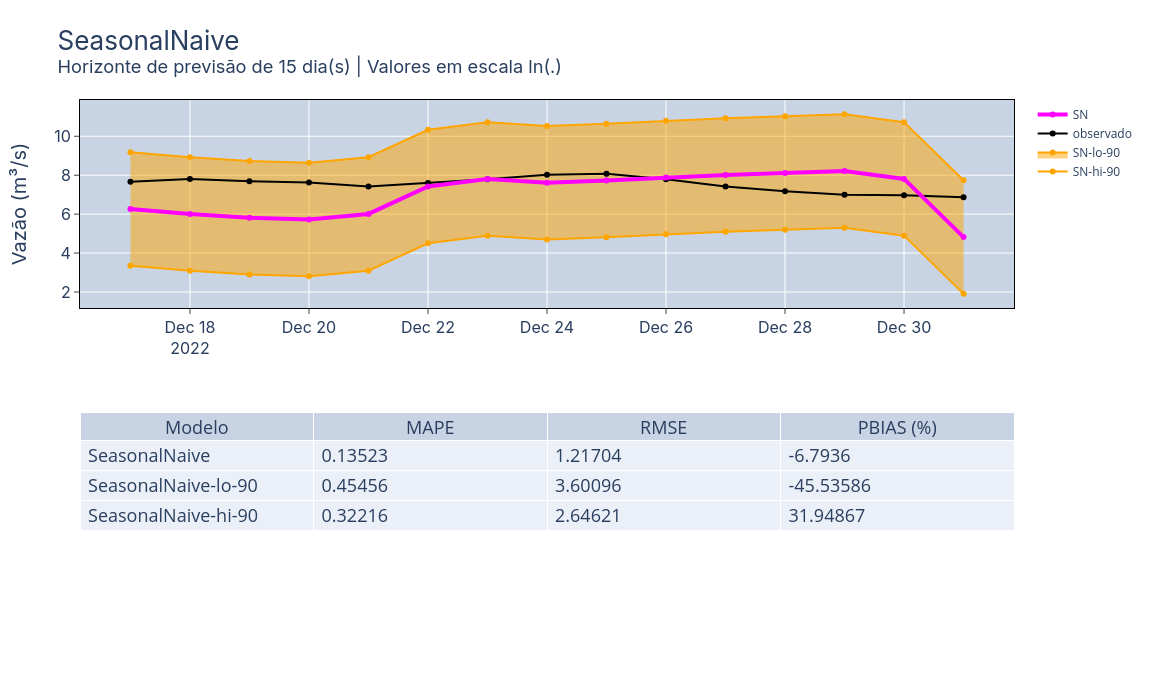 SeasonalNaive
Horizonte de previsão de 15 dia(s) | Valores em escala ln(.)
Vazão (m³/s)
10
8
6
4
2
Dec 18
2022
Dec 20
Dec 22
Dec 24
Dec 26
Dec 28
Dec 30
SN
observado
SN-lo-90
SN-hi-90
Modelo MAPE RMSE PBIAS (%)
SeasonalNaive 0.13523 1.21704 -6.7936
SeasonalNaive-lo-90 0.45456 3.60096 -45.53586
SeasonalNaive-hi-90 0.32216 2.64621 31.94867